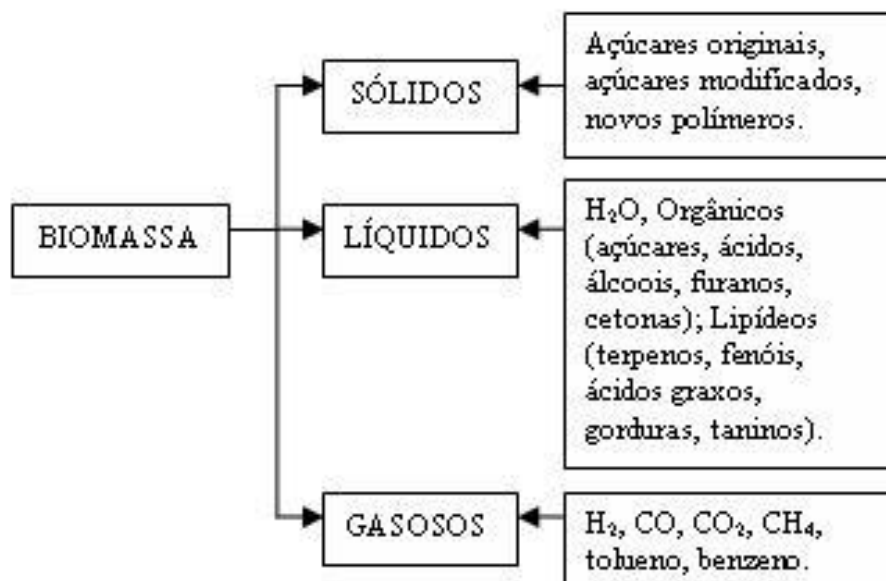 SÓLIDOS
Açúcares originais,
açúcares modificados,
novos polímeros.
BIOMASSA
LÍQUIDOS
H₂O, Orgânicos
(açúcares, ácidos,
álcoois, furanos,
cetonas); Lipídeos
(terpenos, fenóis,
ácidos graxos,
gorduras, taninos).
GASOSOS
H₂, CO, CO₂, CH₄,
tolueno, benzeno.